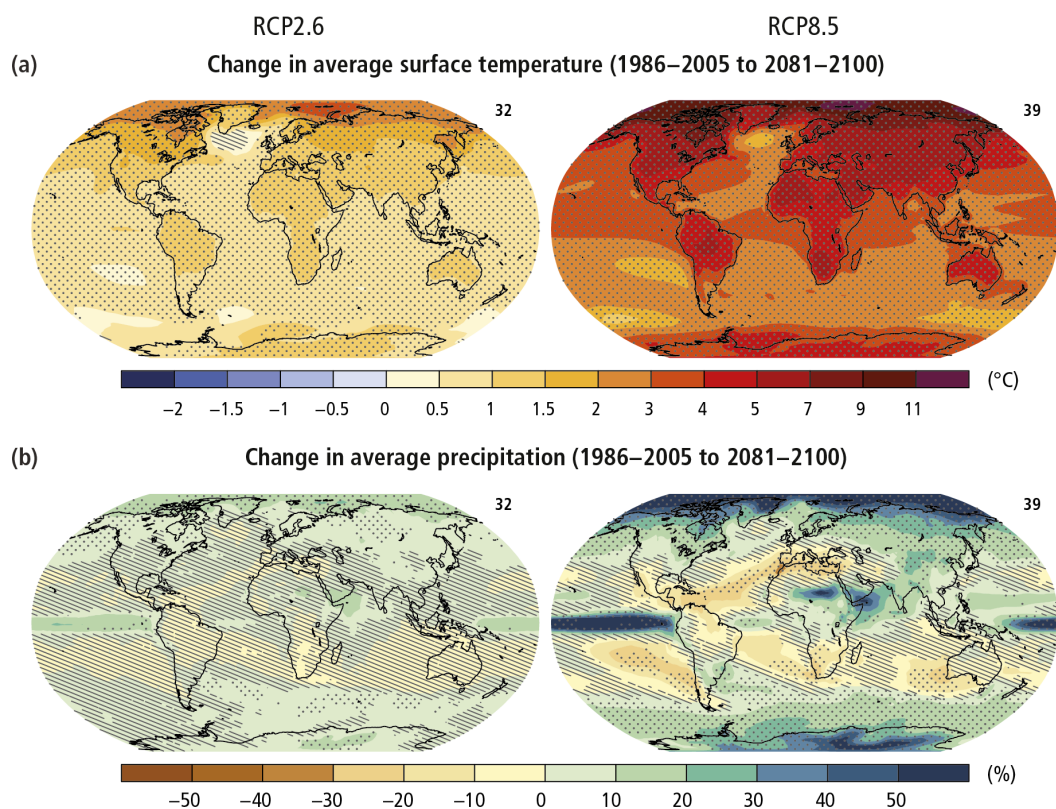 RCP2.6 RCP8.5
(a) Change in average surface temperature (1986–2005 to 2081–2100)
32 39
(°C)
−2 −1.5 −1 −0.5 0 0.5 1 1.5 2 3 4 5 7 9 11
(b) Change in average precipitation (1986–2005 to 2081–2100)
32 39
(%)
−50 −40 −30 −20 −10 0 10 20 30 40 50